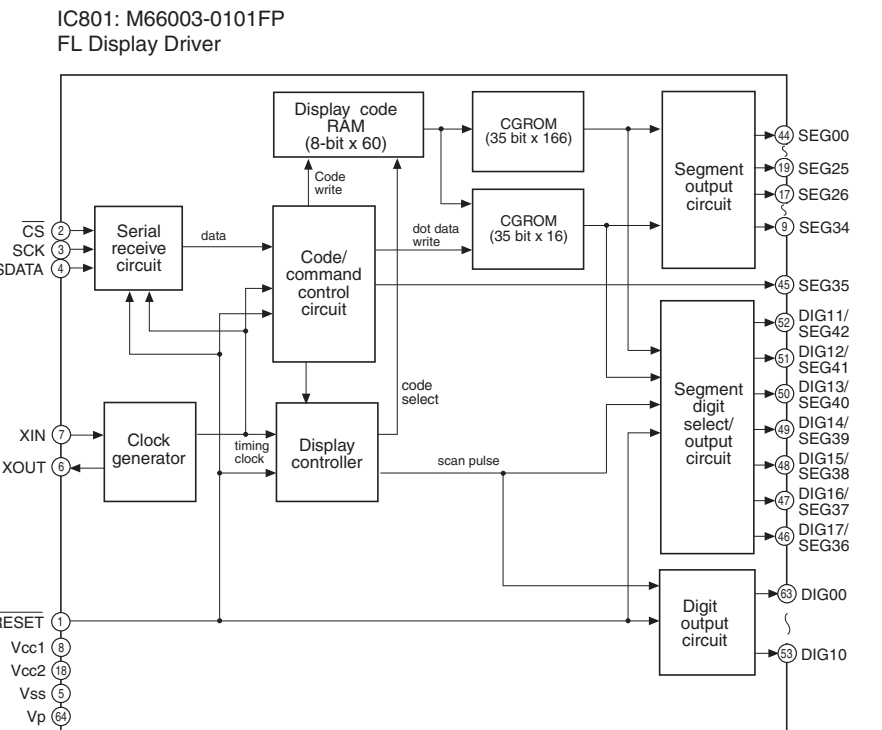 IC801: M66003-0101FP
FL Display Driver
Display code
RAM
(8-bit x 60)
CGROM
(35 bit x 166)
Segment
output
circuit
44 SEG00
19 SEG25
17 SEG26
9 SEG34
Code
write
CS 2
SCK 3
SDATA 4
Serial
receive
circuit
data
Code/
command
control
circuit
dot data
write
CGROM
(35 bit x 16)
45 SEG35
Segment
digit
select/
output
circuit
52 DIG11/
SEG42
51 DIG12/
SEG41
50 DIG13/
SEG40
49 DIG14/
SEG39
48 DIG15/
SEG38
47 DIG16/
SEG37
46 DIG17/
SEG36
code
select
XIN 7
XOUT 6
Clock
generator
timing
clock
Display
controller
scan pulse
Digit
output
circuit
63 DIG00
53 DIG10
RESET 1
Vcc1 8
Vcc2 18
Vss 5
Vp 64